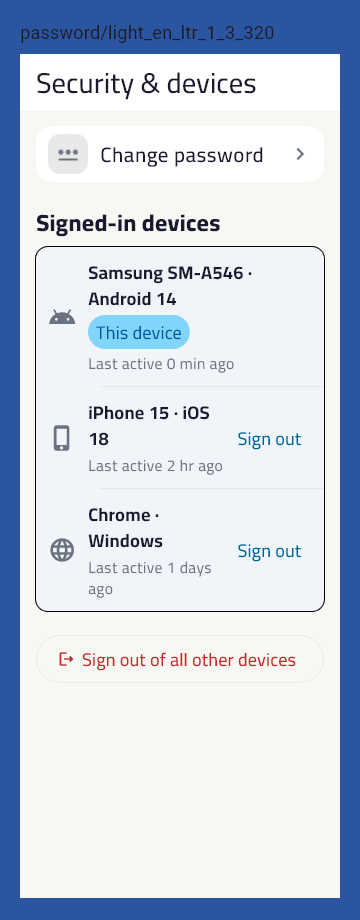 password/light_en_ltr_1_3_320
Security & devices
Change password
Signed-in devices
Samsung SM-A546 ·
Android 14
This device
Last active 0 min ago
iPhone 15 · iOS
18
Last active 2 hr ago
Sign out
Chrome ·
Windows
Last active 1 days
ago
Sign out
Sign out of all other devices